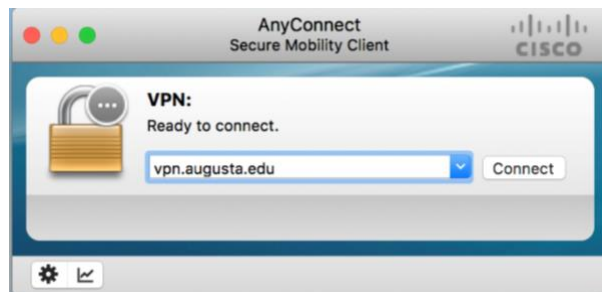 AnyConnect
Secure Mobility Client
CISCO
VPN:
Ready to connect.
vpn.augusta.edu
Connect